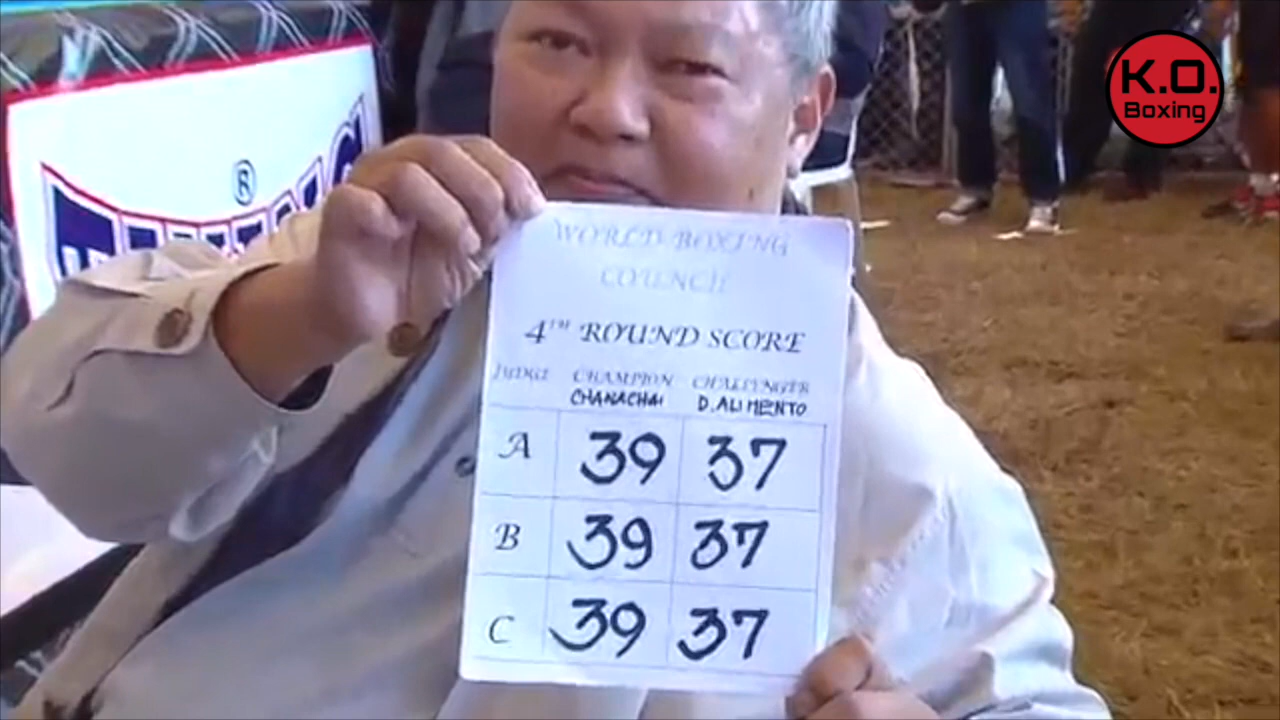 K.O.
Boxing
®
WORLD BOXING
COUNCIL
4TH ROUND SCORE
JUDGE CHAMPION CHALLENGER
CHANACHAI D.ALIMENTO
A 39 37
B 39 37
C 39 37